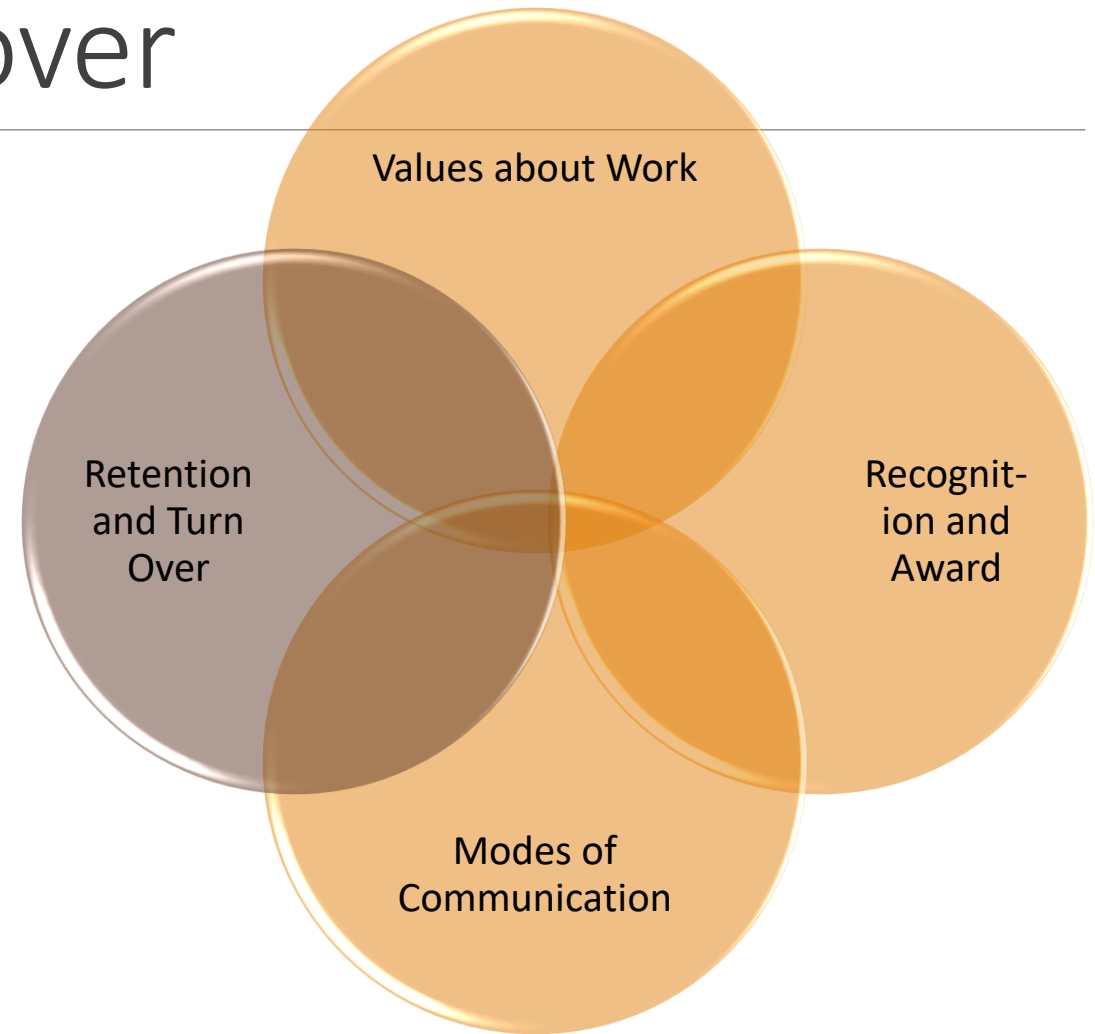 over
Values about Work
Retention
and Turn
Over
Recognit-
ion and
Award
Modes of
Communication